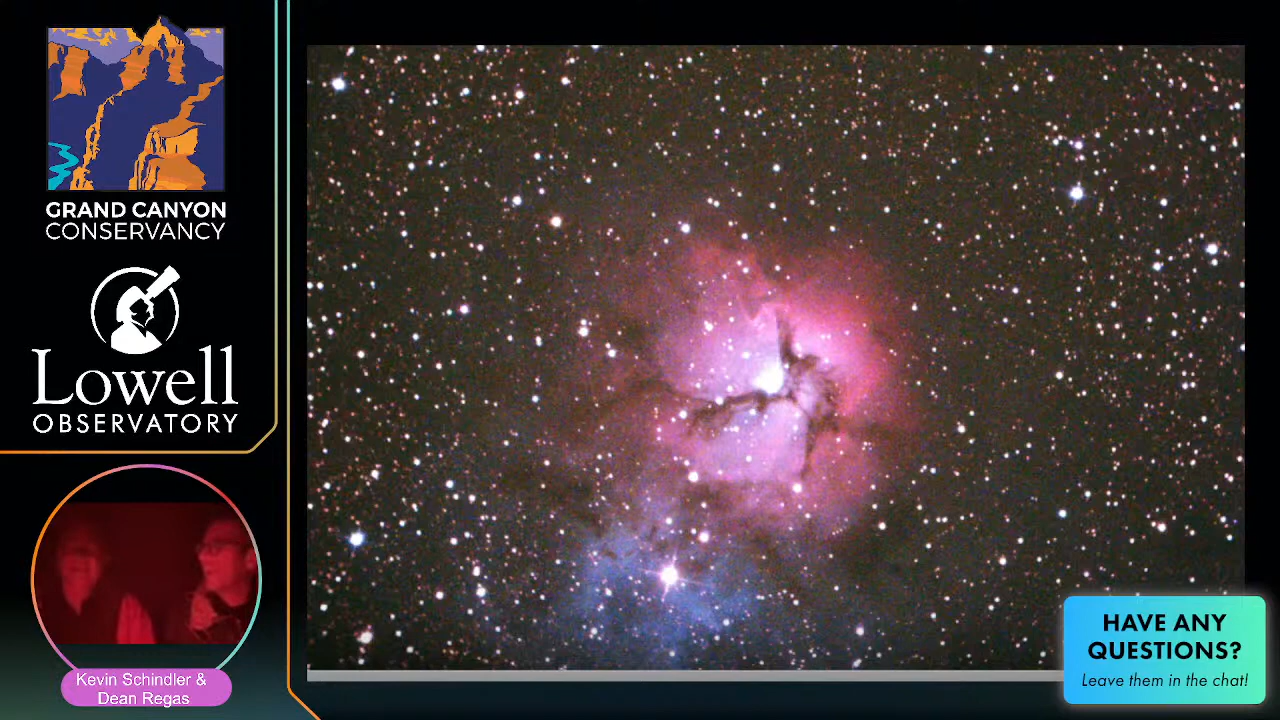 GRAND CANYON
CONSERVANCY
Lowell
OBSERVATORY
Kevin Schindler &
Dean Regas
HAVE ANY
QUESTIONS?
Leave them in the chat!